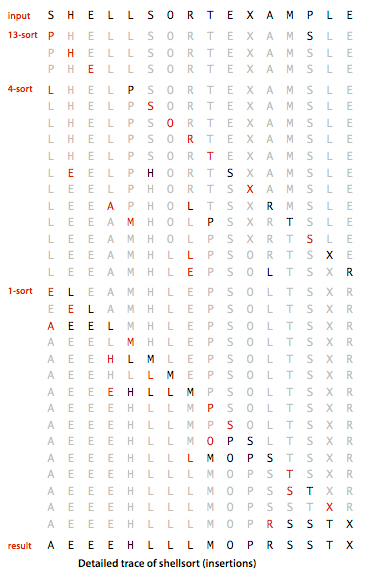 input S H E L L S O R T E X A M P L E
13-sort P H E L L S O R T E X A M S L E
P H E L L S O R T E X A M S L E
P H E L L S O R T E X A M S L E
4-sort L H E L P S O R T E X A M S L E
L H E L P S O R T E X A M S L E
L H E L P S O R T E X A M S L E
L H E L P S O R T E X A M S L E
L H E L P S O R T E X A M S L E
L E E L P H O R T S X A M S L E
L E E L P H O R T S X A M S L E
L E E A P H O L T S X R M S L E
L E E A M H O L P S X R T S L E
L E E A M H O L P S X R T S L E
L E E A M H L L P S O R T S X E
L E E A M H L E P S O L T S X R
1-sort E L E A M H L E P S O L T S X R
E E L A M H L E P S O L T S X R
A E E L M H L E P S O L T S X R
A E E L M H L E P S O L T S X R
A E E H L M L E P S O L T S X R
A E E H L L M E P S O L T S X R
A E E E H L L M P S O L T S X R
A E E E H L L M P S O L T S X R
A E E E H L L M P S O L T S X R
A E E E H L L M O P S L T S X R
A E E E H L L L M O P S T S X R
A E E E H L L L M O P S T S X R
A E E E H L L L M O P S S T X R
A E E E H L L L M O P S S T X R
A E E E H L L L M O P R S S T X
result A E E E H L L L M O P R S S T X
Detailed trace of shellsort (insertions)